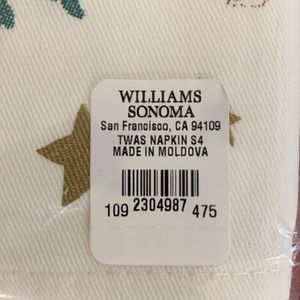 WILLIAMS
SONOMA
San Francisco, CA 94109
TWAS NAPKIN S4
MADE IN MOLDOVA
109 2304987 475